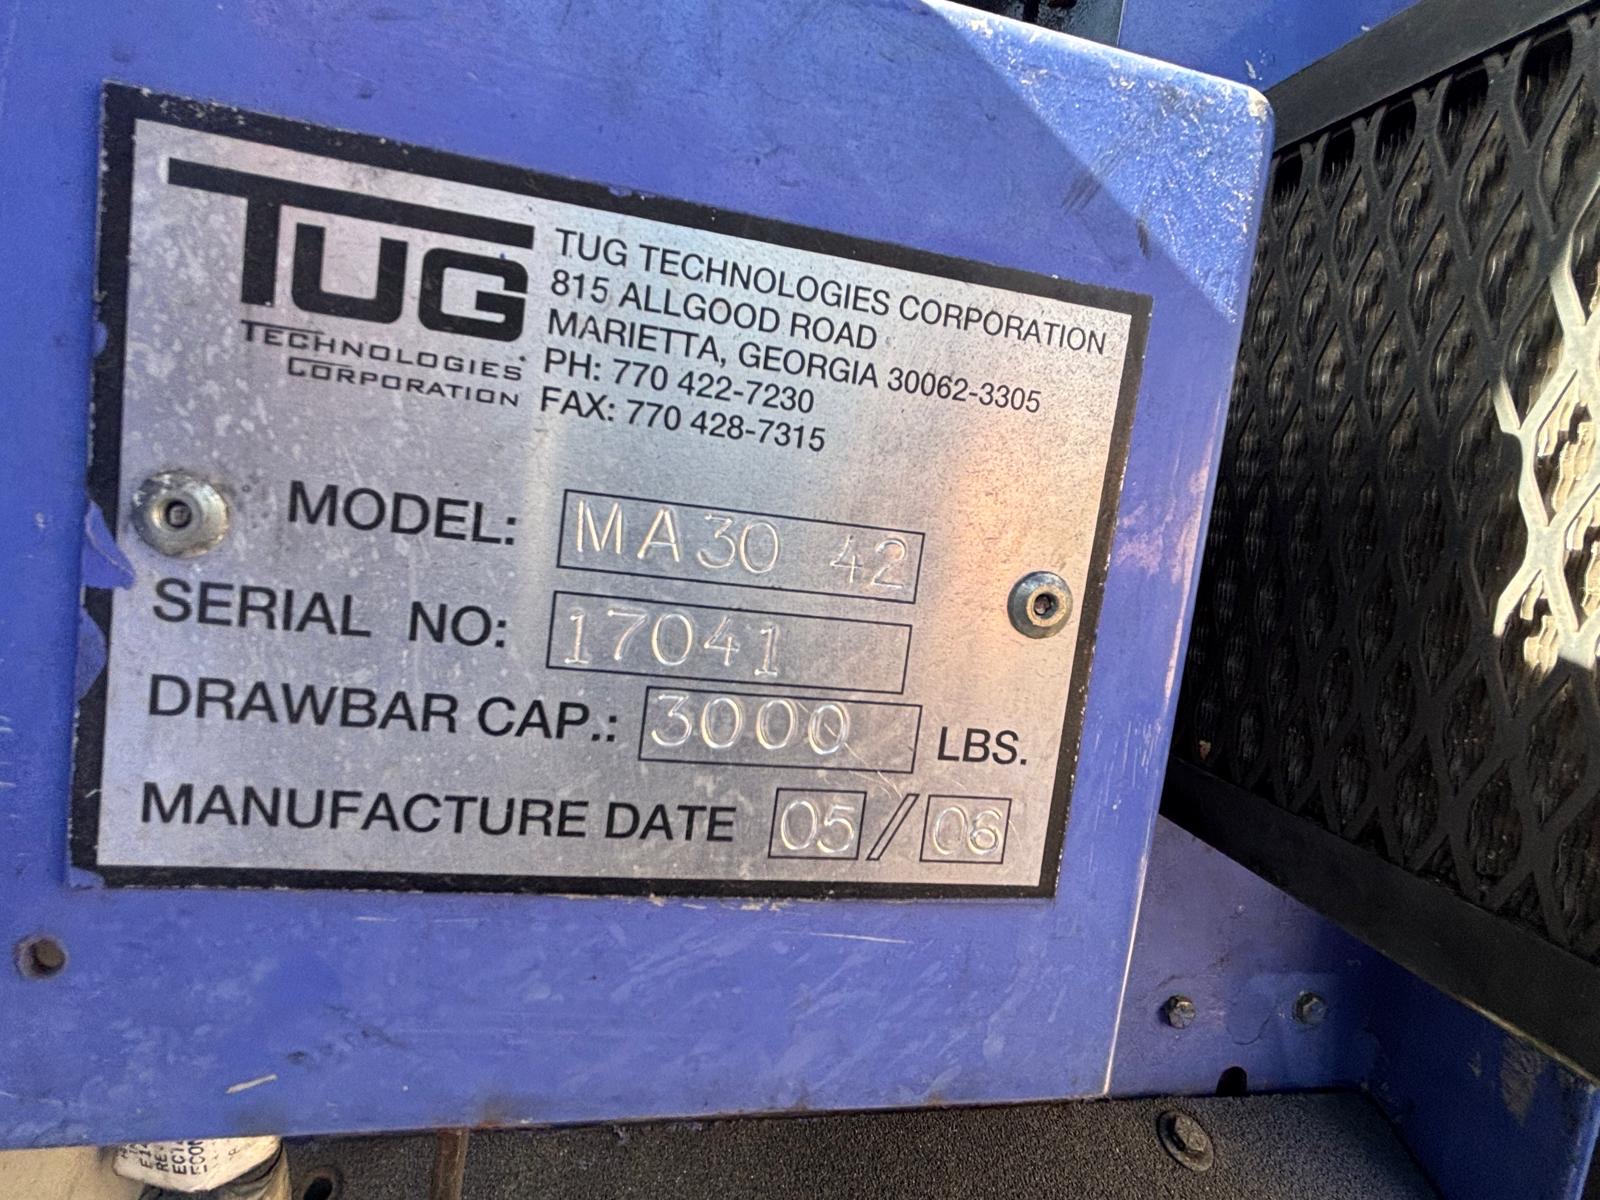 TUG
TECHNOLOGIES
CORPORATION
TUG TECHNOLOGIES CORPORATION
815 ALLGOOD ROAD
MARIETTA, GEORGIA 30062-3305
PH: 770 422-7230
FAX: 770 428-7315
MODEL: MA30 42
SERIAL NO: 17041
DRAWBAR CAP.: 3000 LBS.
MANUFACTURE DATE 05/06